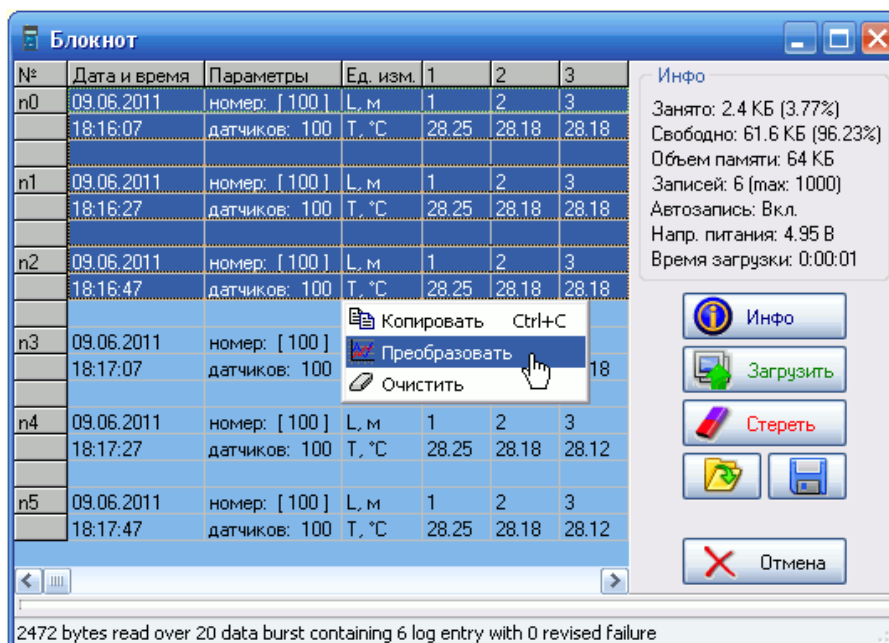 Блокнот
№ Дата и время Параметры Ед. изм. 1 2 3
n0 09.06.2011 номер: [ 100 ] L, м 1 2 3
18:16:07 датчиков: 100 T, °C 28.25 28.18 28.18
n1 09.06.2011 номер: [ 100 ] L, м 1 2 3
18:16:27 датчиков: 100 T, °C 28.25 28.18 28.18
n2 09.06.2011 номер: [ 100 ] L, м 1 2 3
18:16:47 датчиков: 100 T, °C 28.25 28.18 28.18
Копировать Ctrl+C
Преобразовать
Очистить
n3 09.06.2011 номер: [ 100 ]
18:17:07 датчиков: 100 18
n4 09.06.2011 номер: [ 100 ] L, м 1 2 3
18:17:27 датчиков: 100 T, °C 28.25 28.18 28.12
n5 09.06.2011 номер: [ 100 ] L, м 1 2 3
18:17:47 датчиков: 100 T, °C 28.25 28.18 28.12
Инфо
Занято: 2.4 КБ (3.77%)
Свободно: 61.6 КБ (96.23%)
Объем памяти: 64 КБ
Записей: 6 (max: 1000)
Автозапись: Вкл.
Напр. питания: 4.95 В
Время загрузки: 0:00:01
Инфо
Загрузить
Стереть
Отмена
2472 bytes read over 20 data burst containing 6 log entry with 0 revised failure